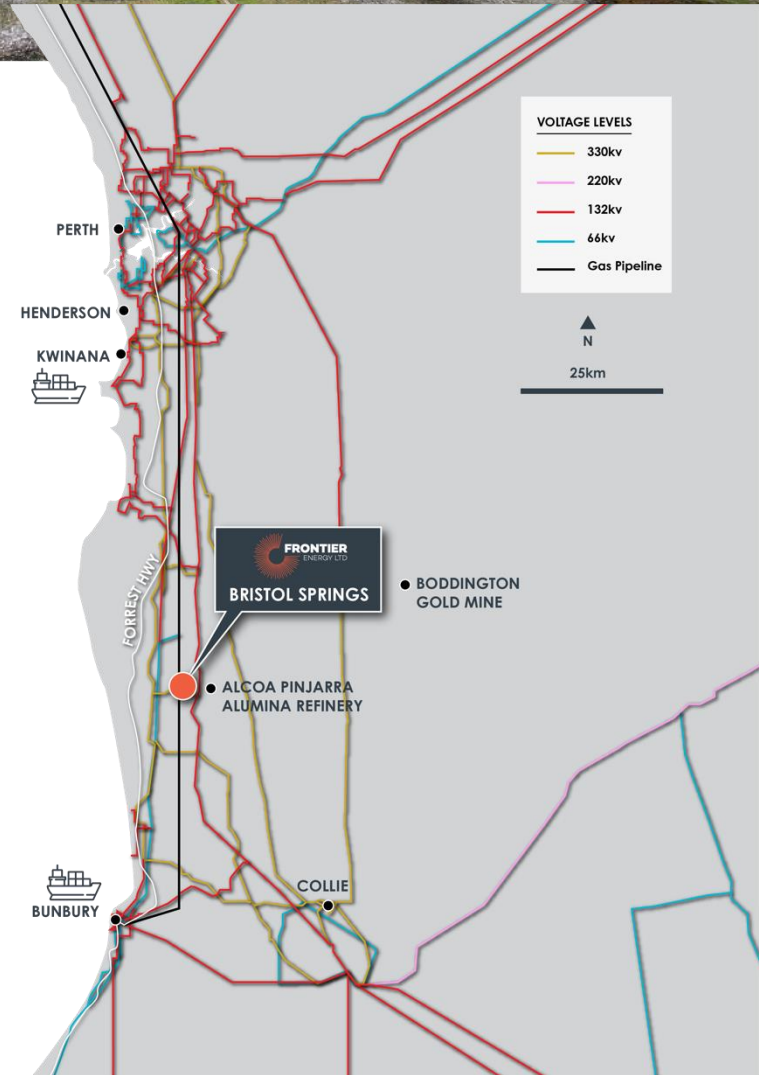 VOLTAGE LEVELS
330kv
220kv
132kv
66kv
Gas Pipeline
N
25km
PERTH
HENDERSON
KWINANA
FORREST HWY
FRONTIER
ENERGY LTD
BRISTOL SPRINGS
BODDINGTON
GOLD MINE
ALCOA PINJARRA
ALUMINA REFINERY
COLLIE
BUNBURY